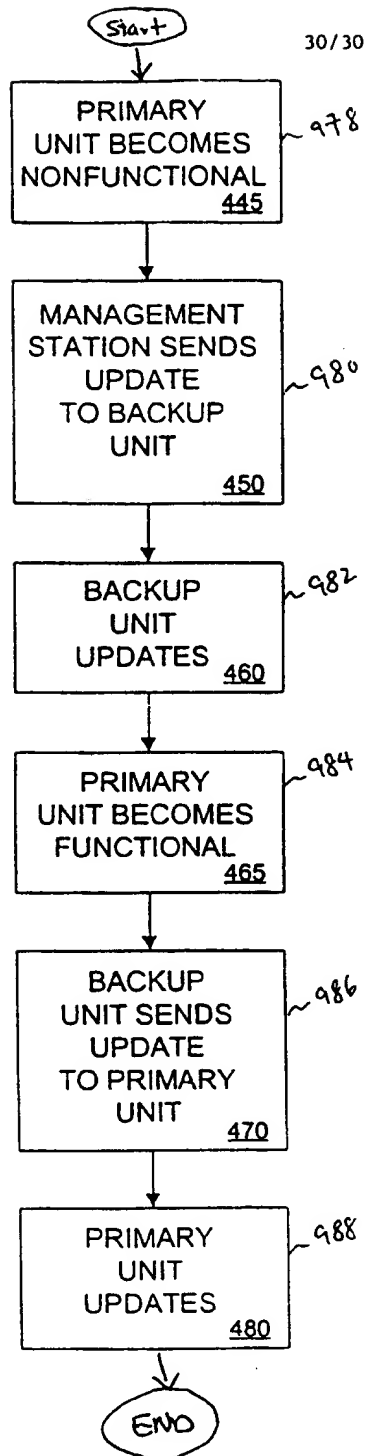 Start
30/30
PRIMARY
UNIT BECOMES
NONFUNCTIONAL
445
978
MANAGEMENT
STATION SENDS
UPDATE
TO BACKUP
UNIT
450
980
BACKUP
UNIT
UPDATES
460
982
PRIMARY
UNIT BECOMES
FUNCTIONAL
465
984
BACKUP
UNIT SENDS
UPDATE
TO PRIMARY
UNIT
470
986
PRIMARY
UNIT
UPDATES
480
988
END